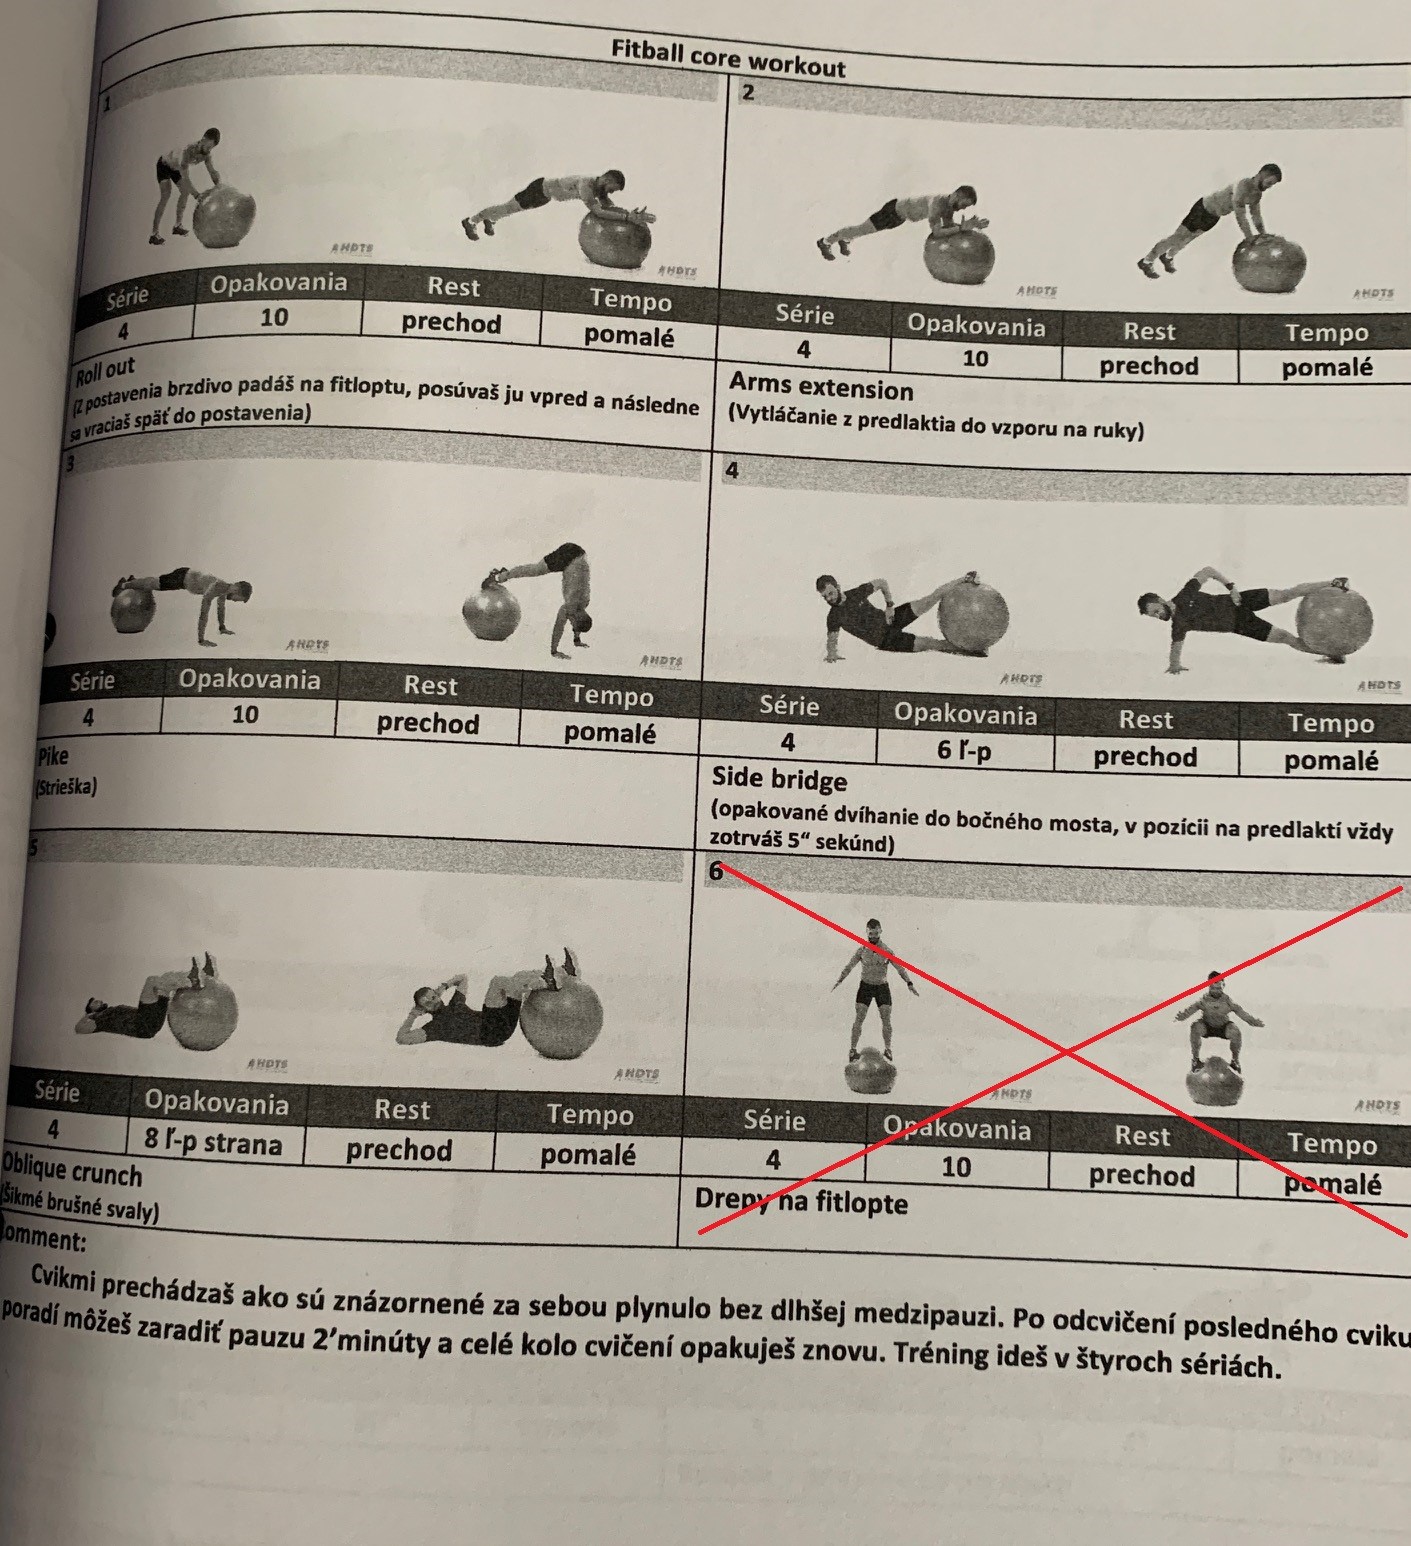 Fitball core workout
1
2
AHDTS
AHDTS
AHDTS
AHDTS
Série Opakovania Rest Tempo
4 10 prechod pomalé
Roll out
(Z postavenia brzdivo padáš na fitloptu, posúvaš ju vpred a následne
sa vraciaš späť do postavenia)
Série Opakovania Rest Tempo
4 10 prechod pomalé
Arms extension
(Vytláčanie z predlaktia do vzporu na ruky)
3
4
AHDTS
AHDTS
AHDTS
AHDTS
Série Opakovania Rest Tempo
4 10 prechod pomalé
Pike
(Strieška)
Série Opakovania Rest Tempo
4 6 ľ-p prechod pomalé
Side bridge
(opakované dvíhanie do bočného mosta, v pozícii na predlaktí vždy
zotrváš 5“ sekúnd)
5
6
AHDTS
AHDTS
AHDTS
AHDTS
Série Opakovania Rest Tempo
4 8 ľ-p strana prechod pomalé
Oblique crunch
(Šikmé brušné svaly)
Série Opakovania Rest Tempo
4 10 prechod pomalé
Drepy na fitlopte
omment:
Cvikmi prechádzaš ako sú znázornené za sebou plynulo bez dlhšej medzipauzi. Po odcvičení posledného cviku
poradí môžeš zaradiť pauzu 2’minúty a celé kolo cvičení opakuješ znovu. Tréning ideš v štyroch sériách.